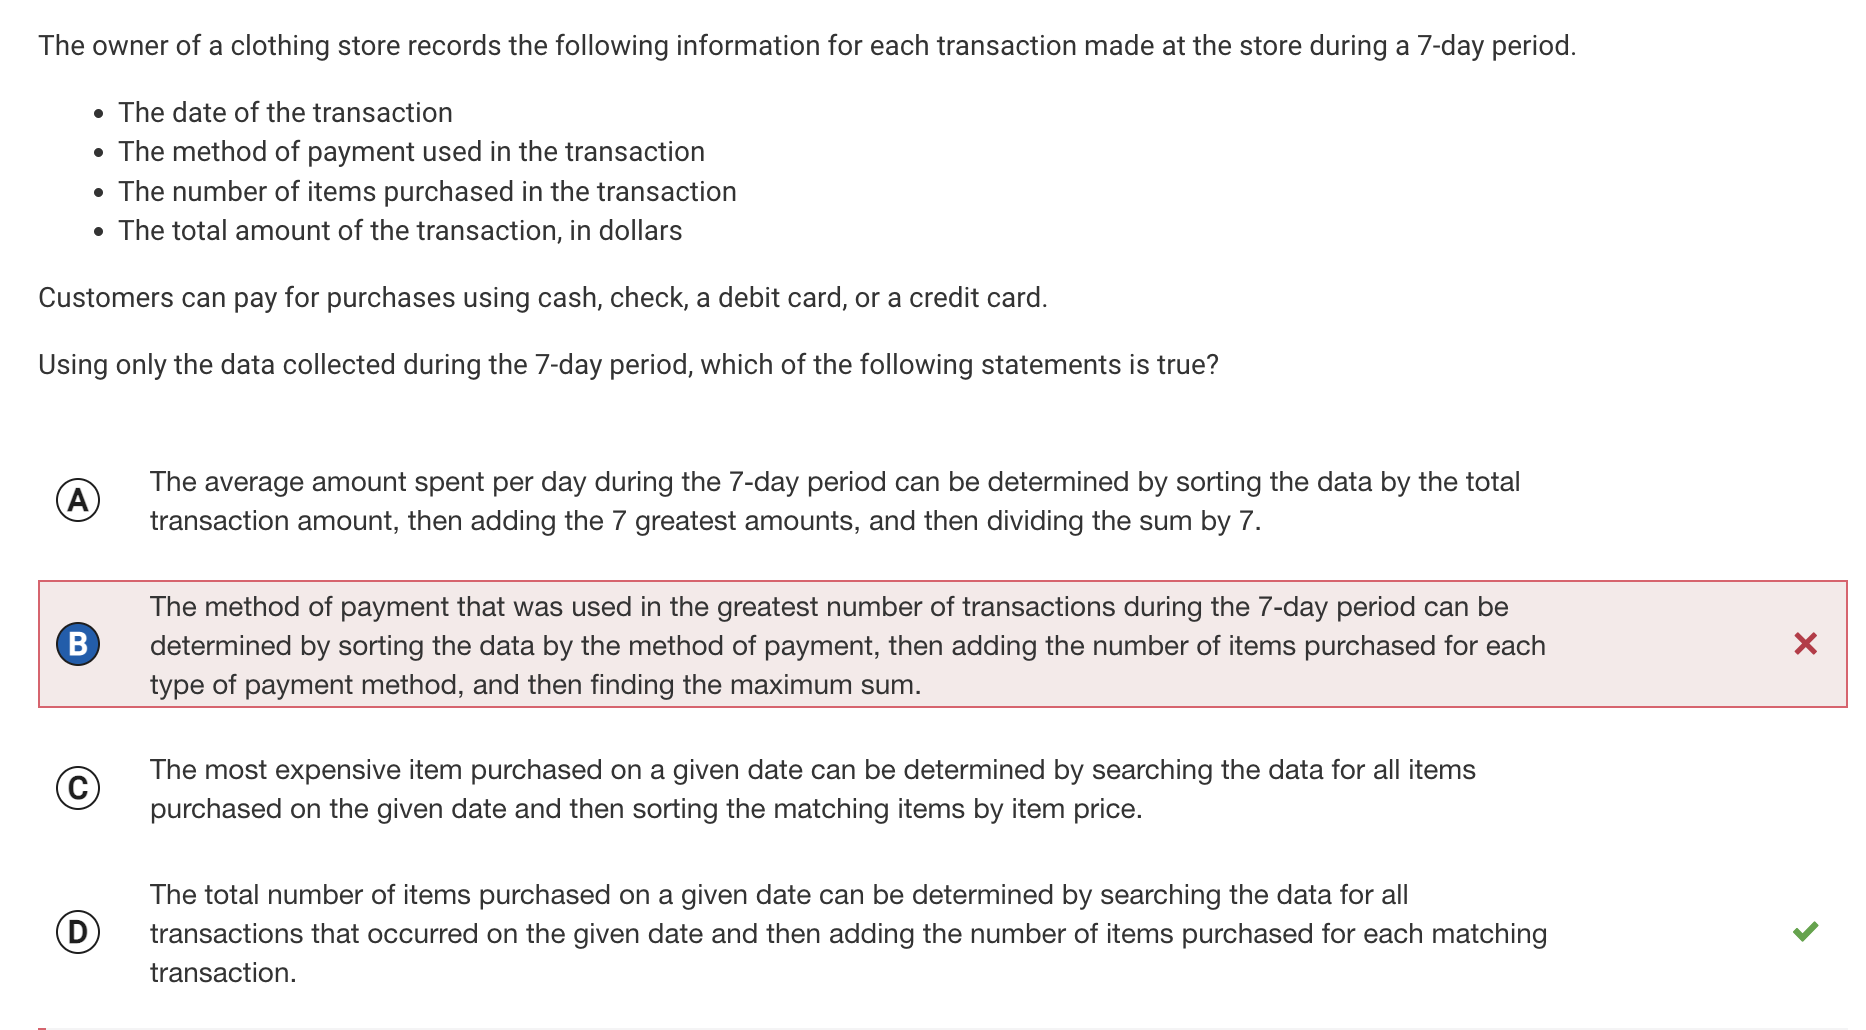 The owner of a clothing store records the following information for each transaction made at the store during a 7-day period.
• The date of the transaction
• The method of payment used in the transaction
• The number of items purchased in the transaction
• The total amount of the transaction, in dollars
Customers can pay for purchases using cash, check, a debit card, or a credit card.
Using only the data collected during the 7-day period, which of the following statements is true?
A The average amount spent per day during the 7-day period can be determined by sorting the data by the total
transaction amount, then adding the 7 greatest amounts, and then dividing the sum by 7.
B The method of payment that was used in the greatest number of transactions during the 7-day period can be
determined by sorting the data by the method of payment, then adding the number of items purchased for each
type of payment method, and then finding the maximum sum.
C The most expensive item purchased on a given date can be determined by searching the data for all items
purchased on the given date and then sorting the matching items by item price.
D The total number of items purchased on a given date can be determined by searching the data for all
transactions that occurred on the given date and then adding the number of items purchased for each matching
transaction.